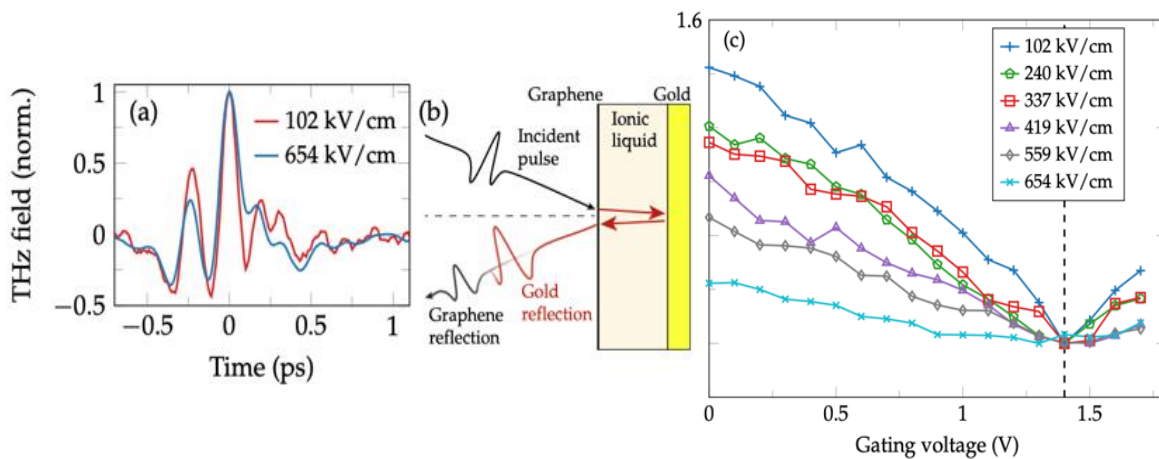 (a)
102 kV/cm
654 kV/cm
THz field (norm.)
1
0.5
0
−0.5
−0.5
0
0.5
1
Time (ps)
(b)
Graphene
Gold
Ionic
liquid
Incident
pulse
Gold
reflection
Graphene
reflection
(c)
1.6
102 kV/cm
240 kV/cm
337 kV/cm
419 kV/cm
559 kV/cm
654 kV/cm
0
0.5
1
1.5
Gating voltage (V)